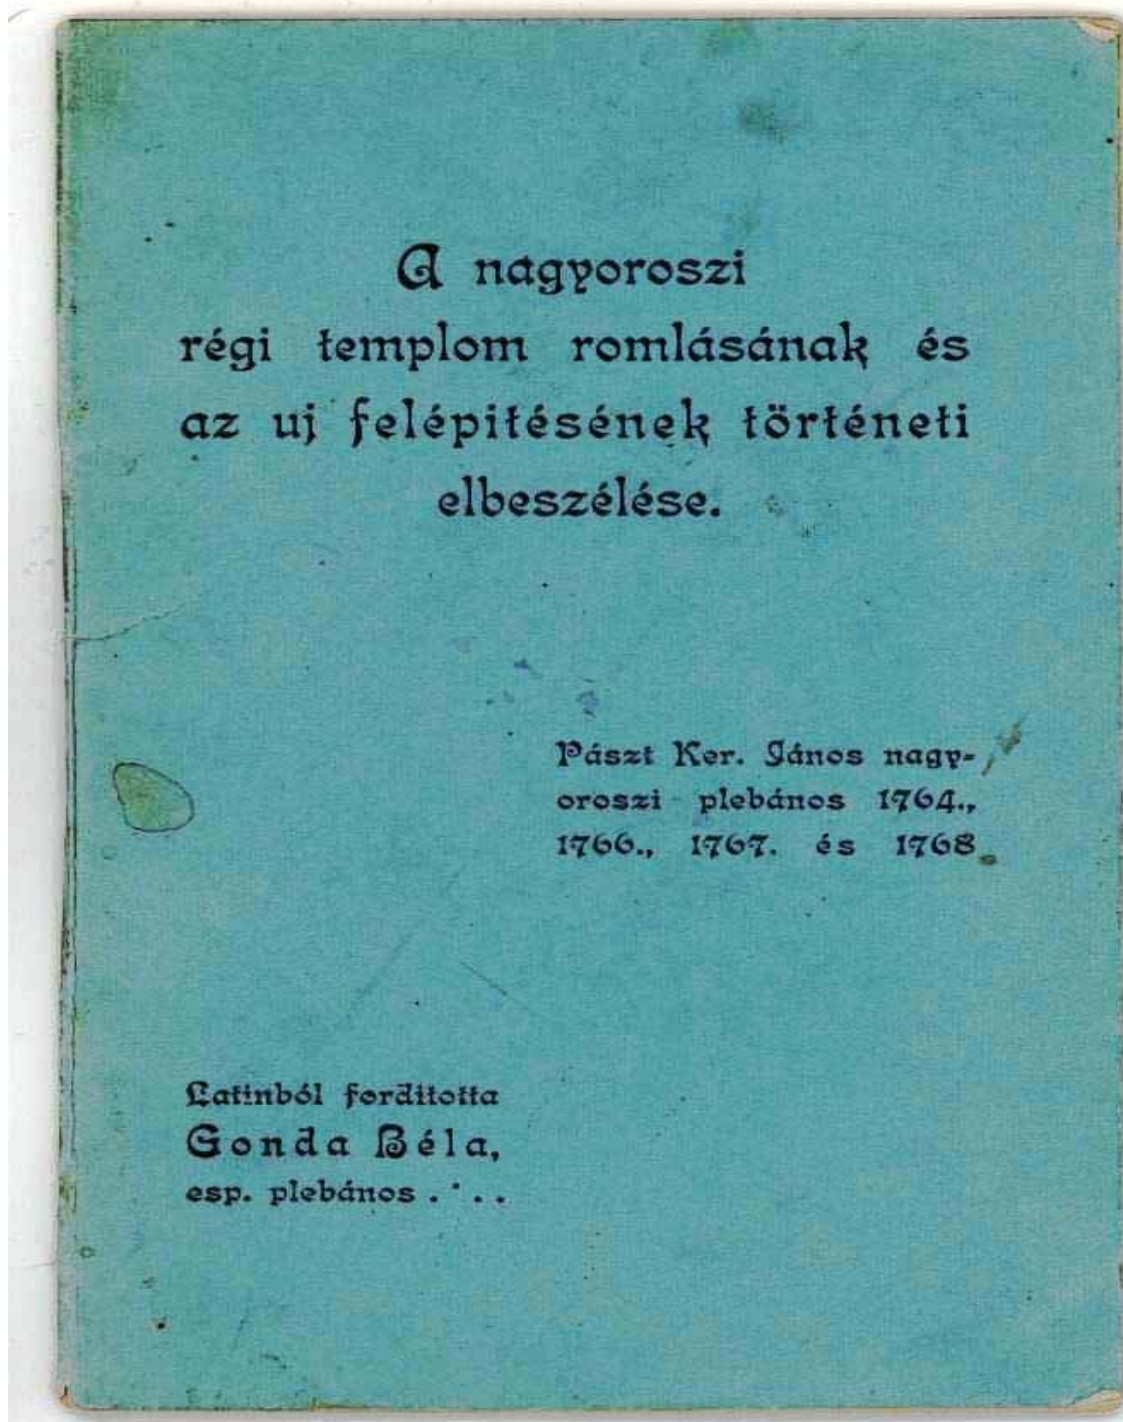 A nagyoroszi
régi templom romlásának és
az uj felépitésének történeti
elbeszélése.
Pászt Ker. János nagy-
oroszi plebános 1764.,
1766., 1767. és 1768
Latinból forditotta
Gonda Béla,
esp. plebános . . . .